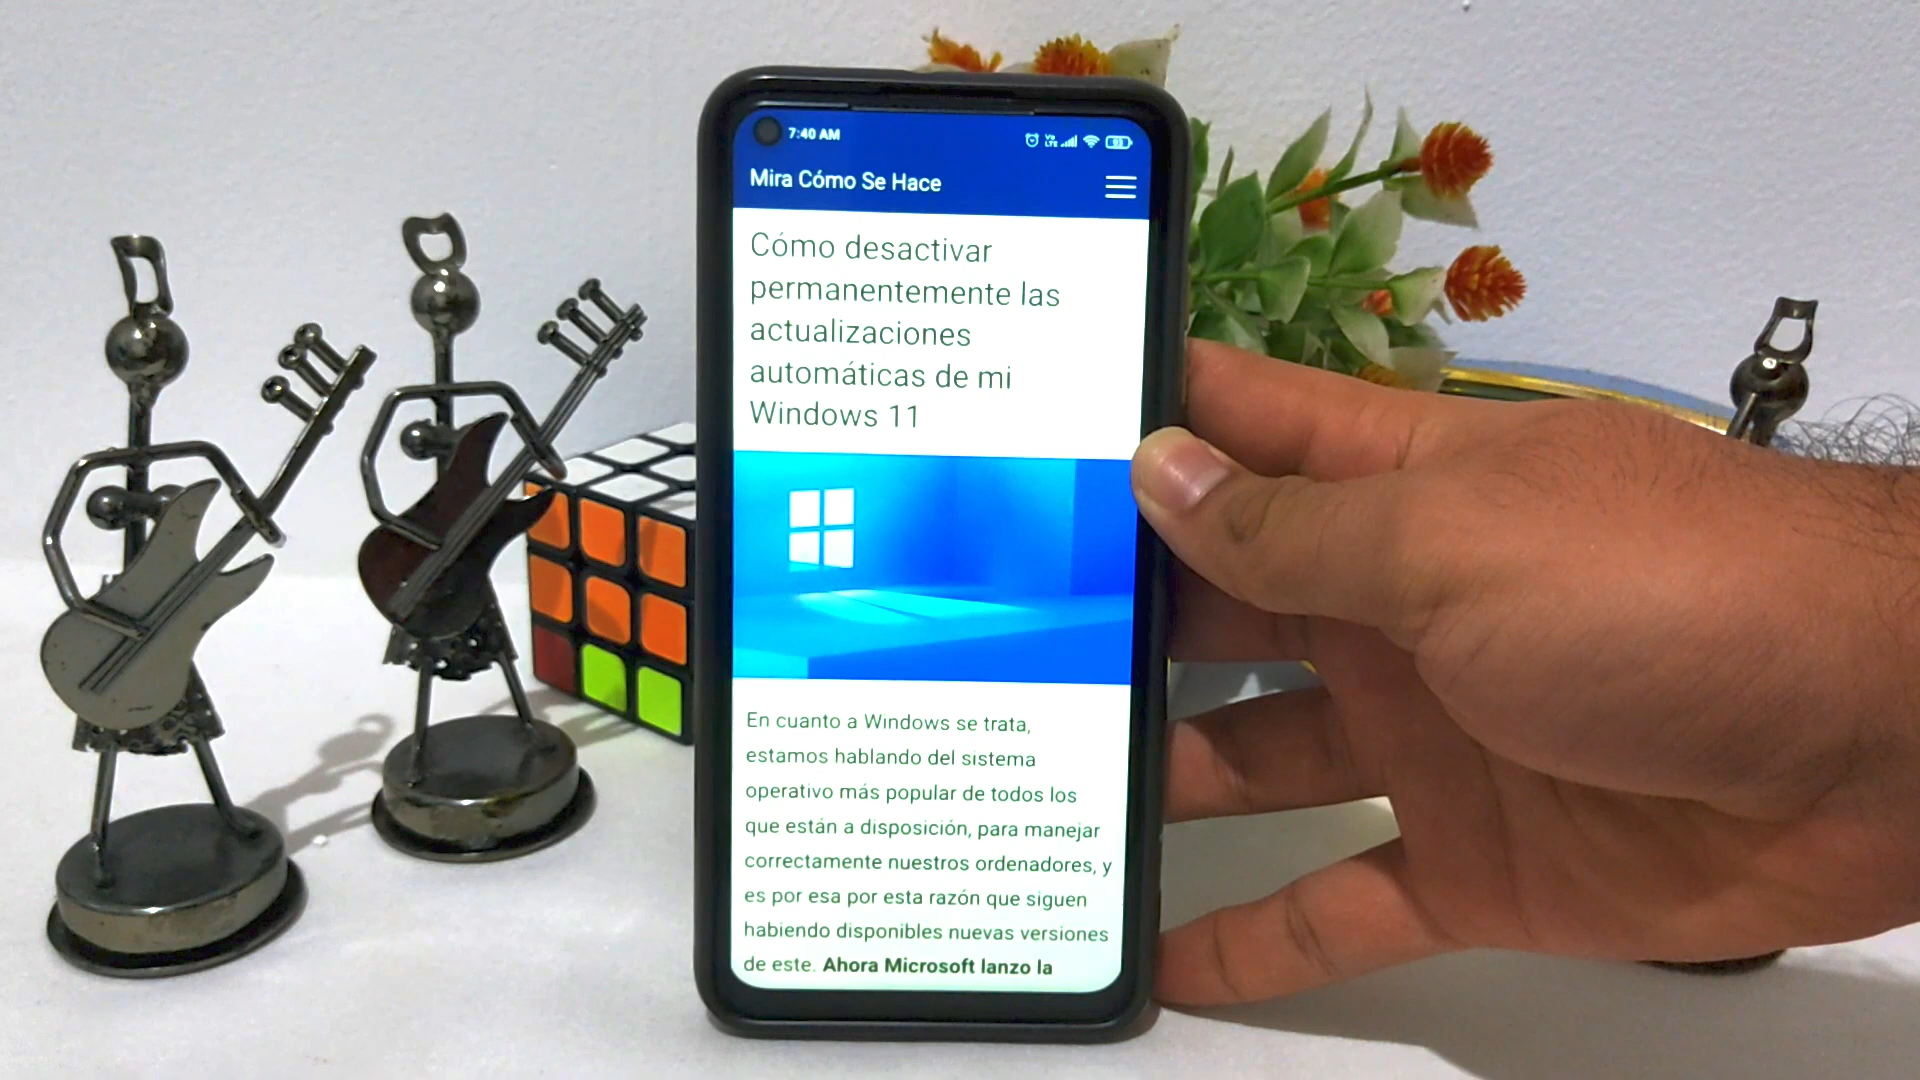 7:40 AM
Mira Cómo Se Hace
Cómo desactivar
permanentemente las
actualizaciones
automáticas de mi
Windows 11
En cuanto a Windows se trata,
estamos hablando del sistema
operativo más popular de todos los
que están a disposición, para manejar
correctamente nuestros ordenadores, y
es por esa por esta razón que siguen
habiendo disponibles nuevas versiones
de este. Ahora Microsoft lanzo la